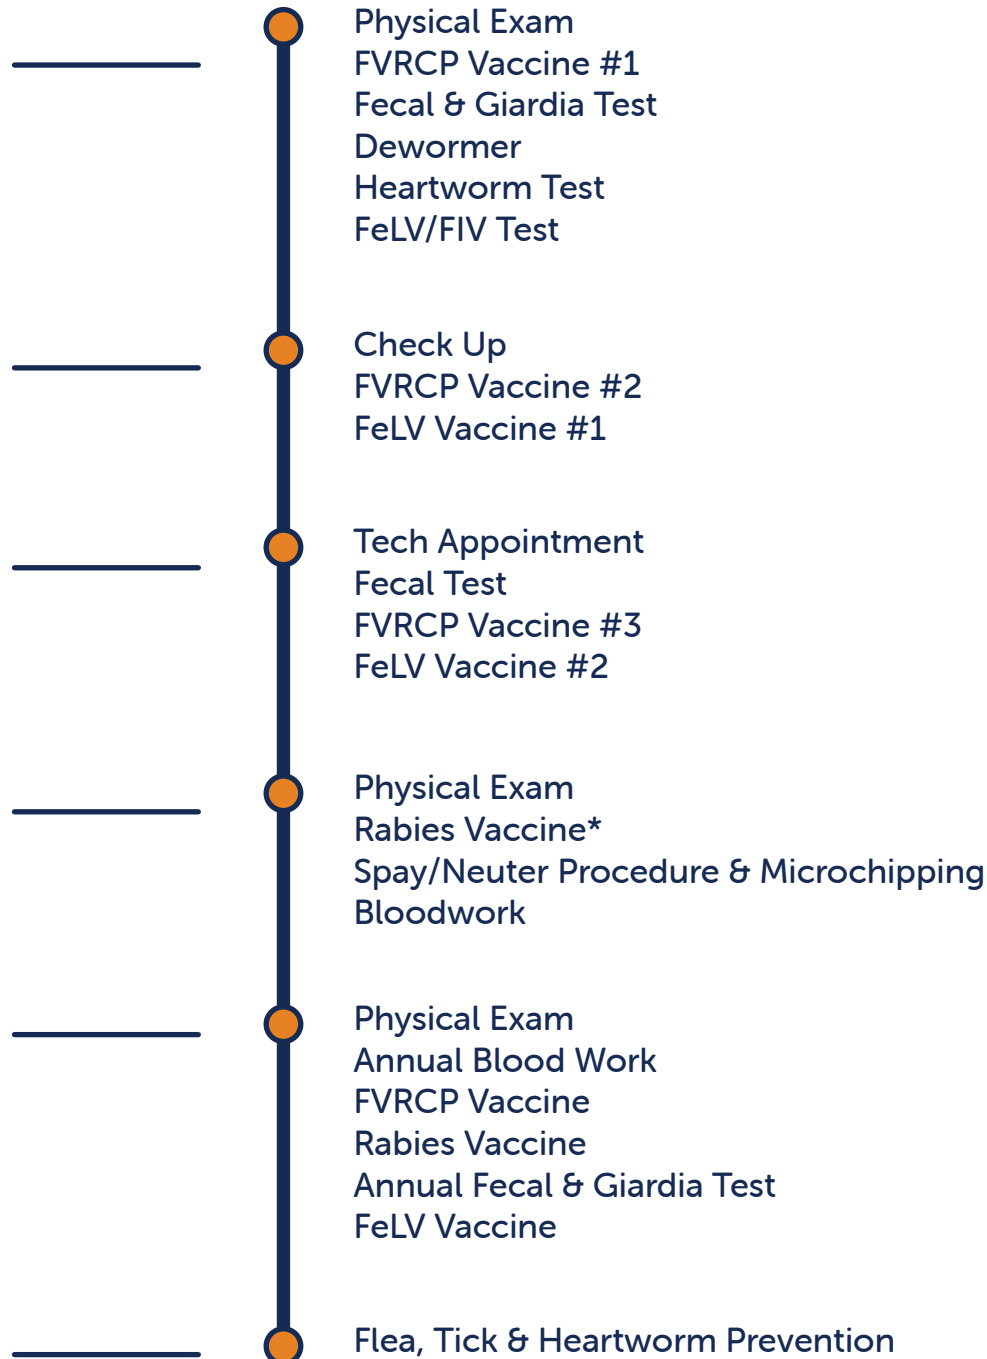 Physical Exam
FVRCP Vaccine #1
Fecal & Giardia Test
Dewormer
Heartworm Test
FeLV/FIV Test
Check Up
FVRCP Vaccine #2
FeLV Vaccine #1
Tech Appointment
Fecal Test
FVRCP Vaccine #3
FeLV Vaccine #2
Physical Exam
Rabies Vaccine*
Spay/Neuter Procedure & Microchipping
Bloodwork
Physical Exam
Annual Blood Work
FVRCP Vaccine
Rabies Vaccine
Annual Fecal & Giardia Test
FeLV Vaccine
Flea, Tick & Heartworm Prevention